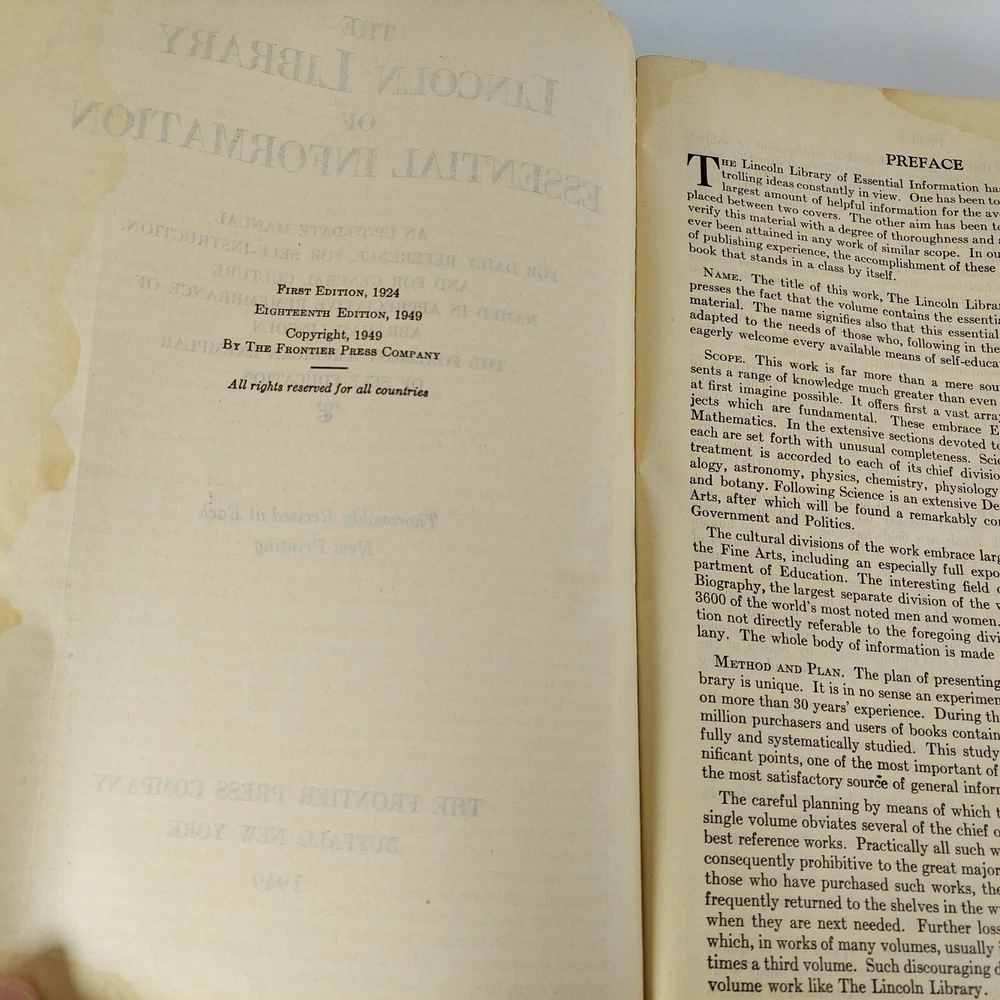 FIRST EDITION, 1924
EIGHTEENTH EDITION, 1949
Copyright, 1949
BY THE FRONTIER PRESS COMPANY
All rights reserved for all countries
PREFACE
THE Lincoln Library of Essential Information has
trolling ideas constantly in view. One has been to
largest amount of helpful information for the ave
placed between two covers. The other aim has been to
verify this material with a degree of thoroughness and a
ever been attained in any work of similar scope. In ou
of publishing experience, the accomplishment of these
book that stands in a class by itself.
NAME. The title of this work, The Lincoln Librar
presses the fact that the volume contains the essentia
material. The name signifies also that this essential
adapted to the needs of those who, following in the
eagerly welcome every available means of self-educa
SCOPE. This work is far more than a mere sou
sents a range of knowledge much greater than even
at first imagine possible. It offers first a vast arra
jects which are fundamental. These embrace E
Mathematics. In the extensive sections devoted t
each are set forth with unusual completeness. Scie
treatment is accorded to each of its chief divisio
alogy, astronomy, physics, chemistry, physiology
and botany. Following Science is an extensive De
Arts, after which will be found a remarkably co
Government and Politics.
The cultural divisions of the work embrace larg
the Fine Arts, including an especially full expo
partment of Education. The interesting field o
Biography, the largest separate division of the v
3600 of the world's most noted men and women.
tion not directly referable to the foregoing divi
lany. The whole body of information is made
METHOD AND PLAN. The plan of presenting
brary is unique. It is in no sense an experimen
on more than 30 years' experience. During th
million purchasers and users of books contain
fully and systematically studied. This study
nificant points, one of the most important of
the most satisfactory source of general inform
The careful planning by means of which t
single volume obviates several of the chief o
best reference works. Practically all such w
consequently prohibitive to the great major
those who have purchased such works, the
frequently returned to the shelves in the w
when they are next needed. Further loss
which, in works of many volumes, usually i
times a third volume. Such discouraging d
volume work like The Lincoln Library.